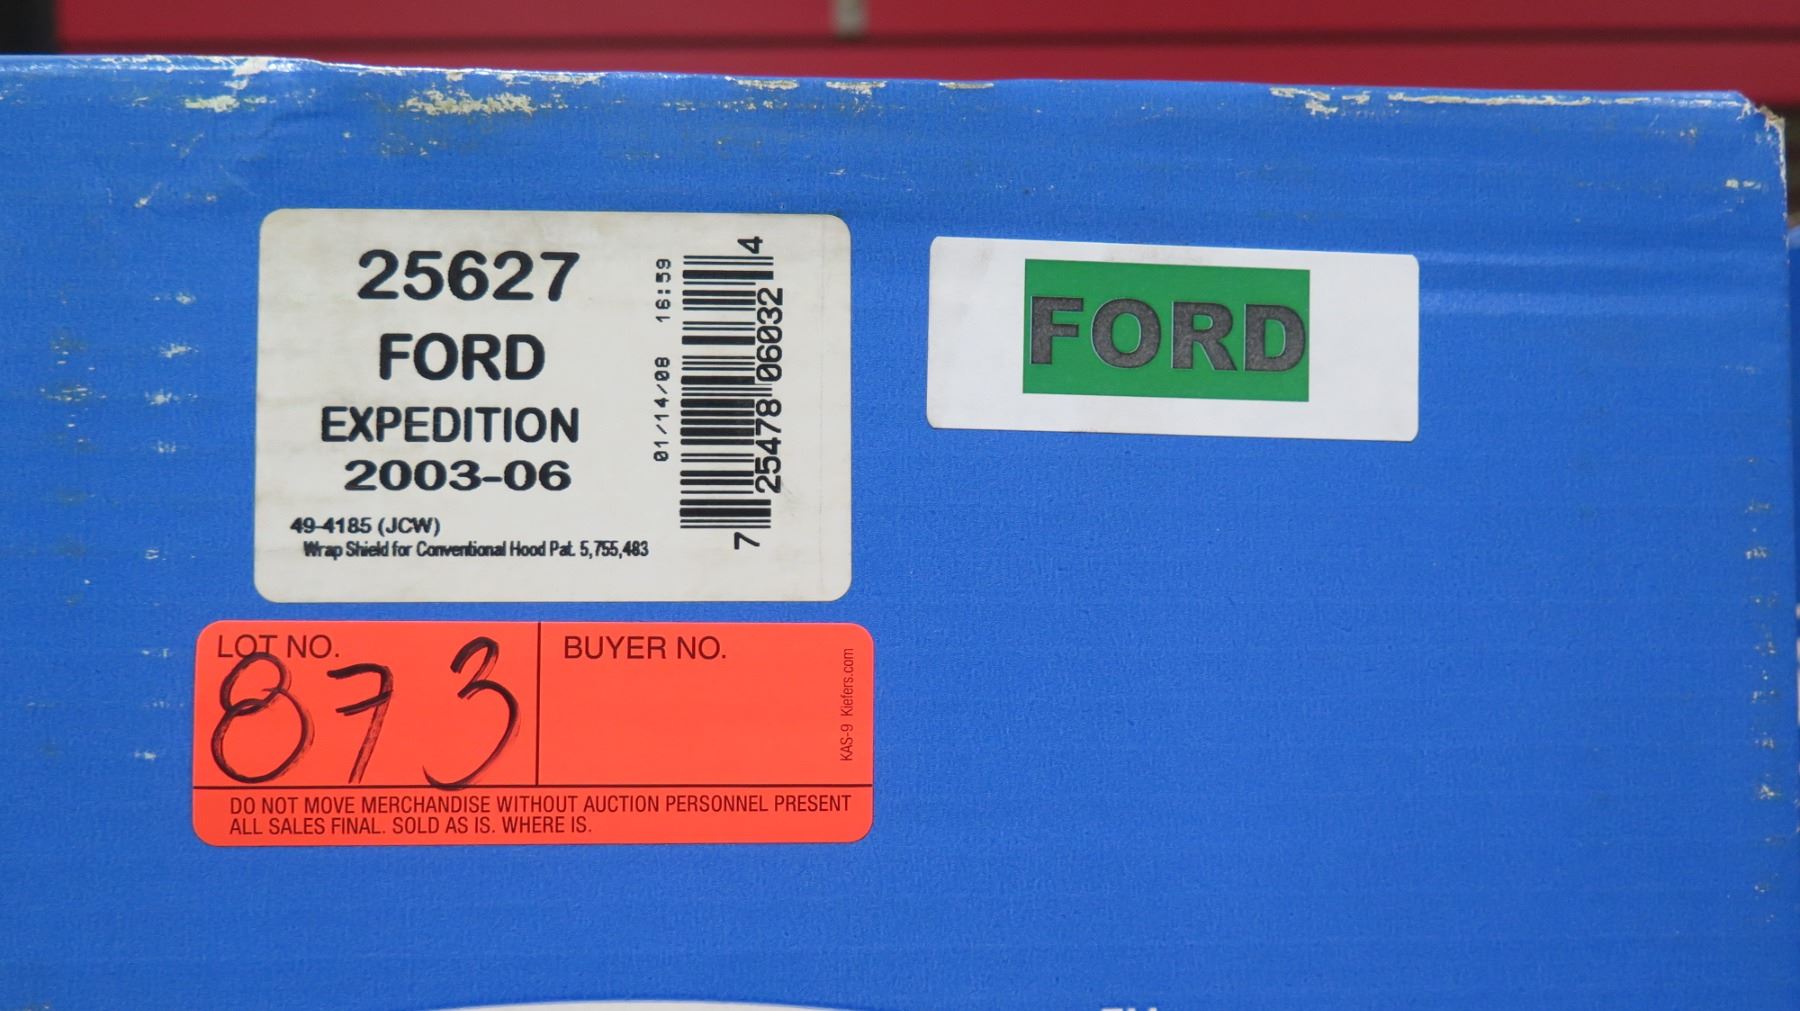 25627
FORD
EXPEDITION
2003-06
49-4185 (JCW)
Wrap Shield for Conventional Hood Pat. 5,755,483
01/14/08 16:59
7 25478 06032 4
FORD
LOT NO.
873
BUYER NO.
KAS-9 Kiefers.com
DO NOT MOVE MERCHANDISE WITHOUT AUCTION PERSONNEL PRESENT
ALL SALES FINAL. SOLD AS IS. WHERE IS.